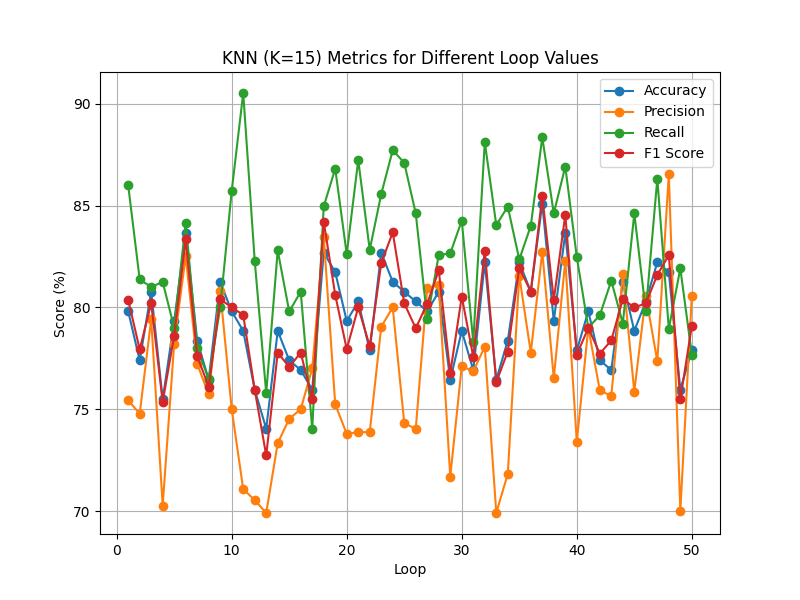 KNN (K=15) Metrics for Different Loop Values
Accuracy
Precision
Recall
F1 Score
90
85
80
75
70
Score (%)
0 10 20 30 40 50
Loop